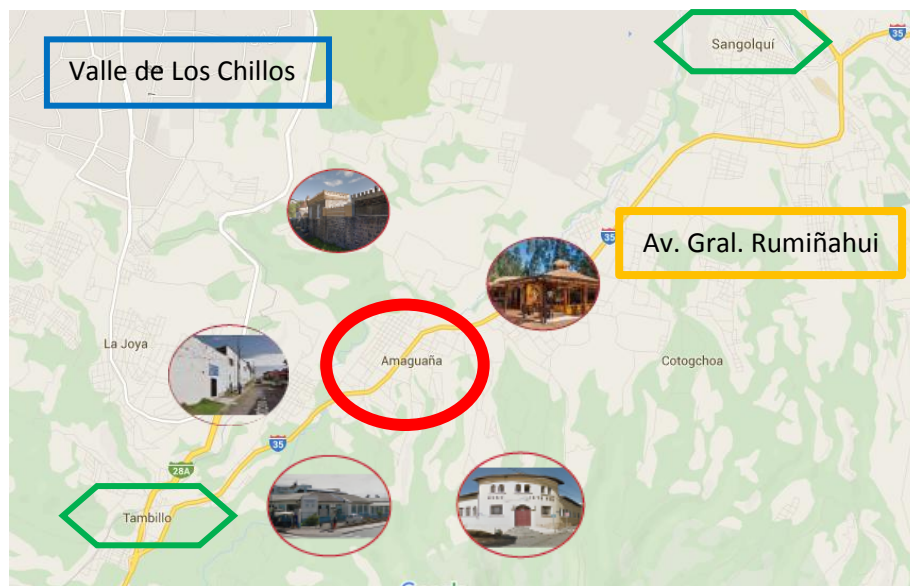 Sangolquí
35
Valle de Los Chillos
Av. Gral. Rumiñahui
35
La Joya
Amaguaña
Cotogchoa
35
28A
Tambillo